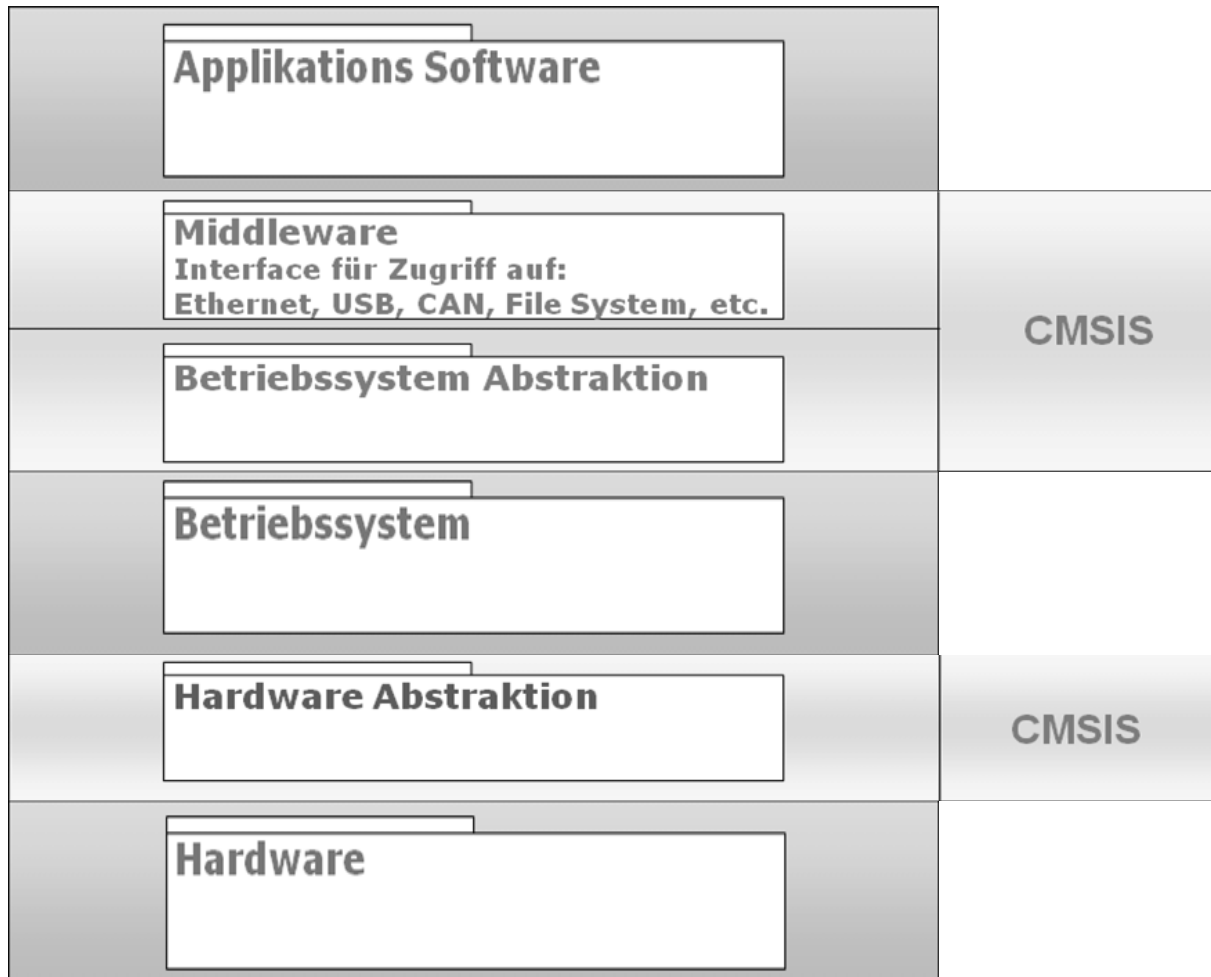 Applikations Software
Middleware
Interface für Zugriff auf:
Ethernet, USB, CAN, File System, etc.
CMSIS
Betriebssystem Abstraktion
Betriebssystem
Hardware Abstraktion
CMSIS
Hardware